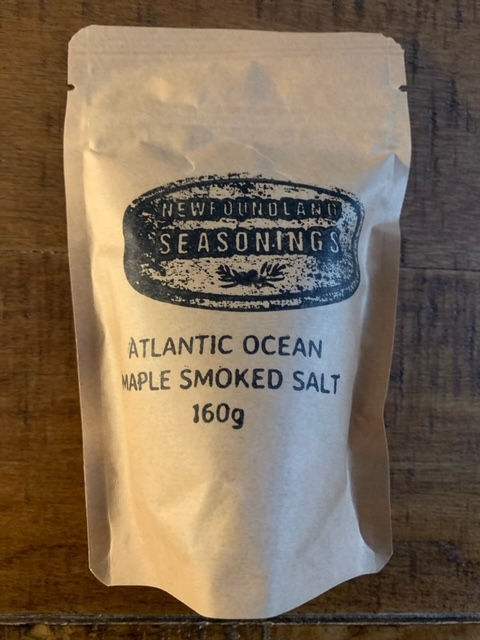 NEWFOUNDLAND
SEASONINGS
ATLANTIC OCEAN
MAPLE SMOKED SALT
160g